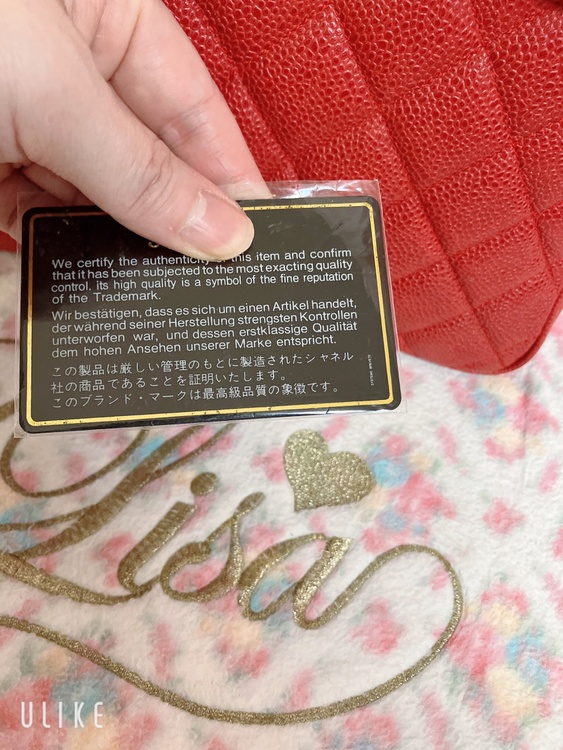 We certify the authenticity this item and confirm
that it has been subjected to the most exacting quality
control. its high quality is a symbol of the fine reputation
of the Trademark.
Wir bestätigen, dass es sich um einen Artikel handelt,
der während seiner Herstellung strengsten Kontrollen
unterworfen war, und dessen erstklassige Qualität
dem hohen Ansehen unserer Marke entspricht.
この製品は厳しい管理のもとに製造されたシャネル
社の商品であることを証明いたします。
このブランド・マークは最高級品質の象徴です。
Lisa
ULIKE